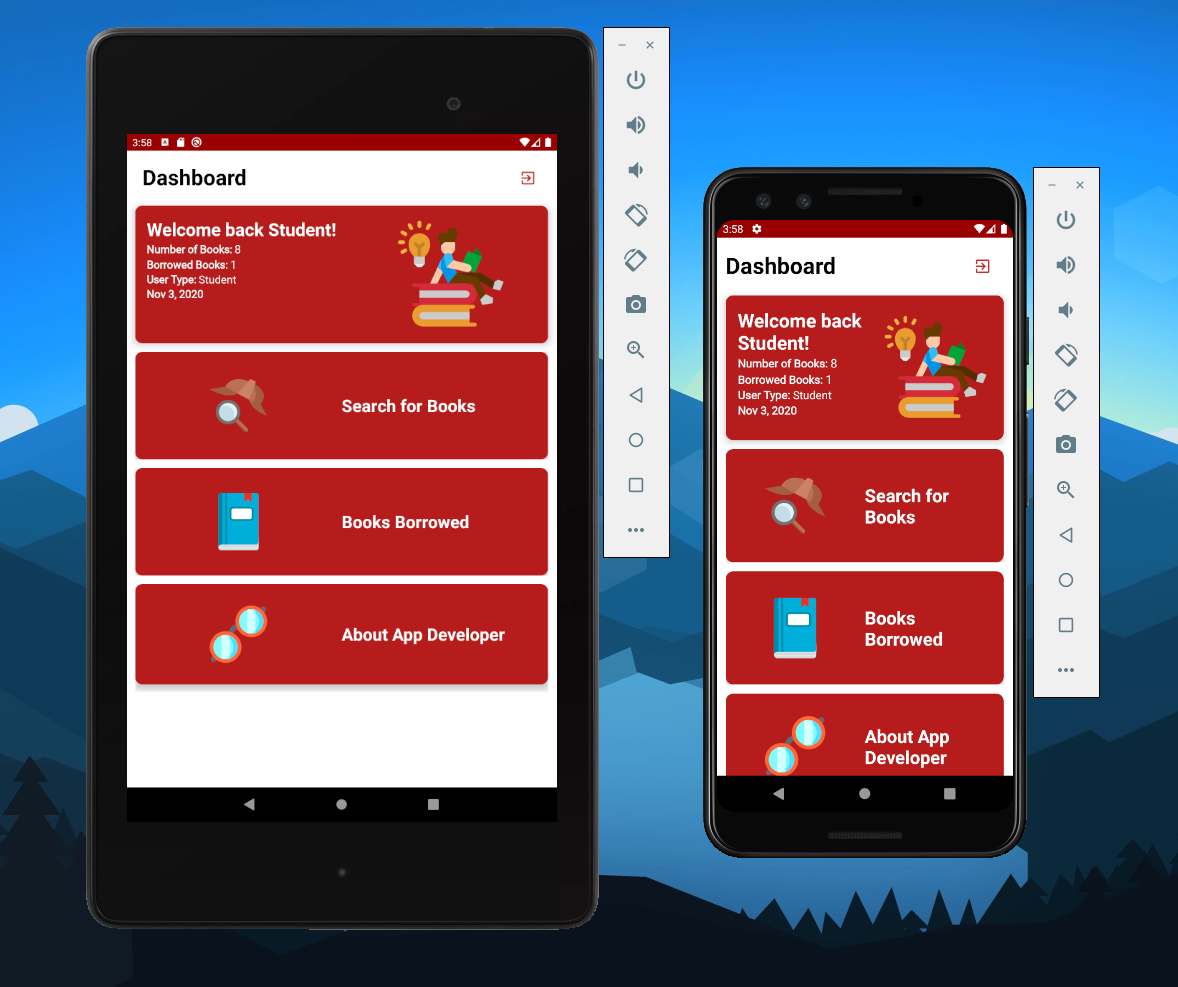 3:58
Dashboard
Welcome back Student!
Number of Books: 8
Borrowed Books: 1
User Type: Student
Nov 3, 2020
Search for Books
Books Borrowed
About App Developer
3:58
Dashboard
Welcome back
Student!
Number of Books: 8
Borrowed Books: 1
User Type: Student
Nov 3, 2020
Search for
Books
Books
Borrowed
About App
Developer